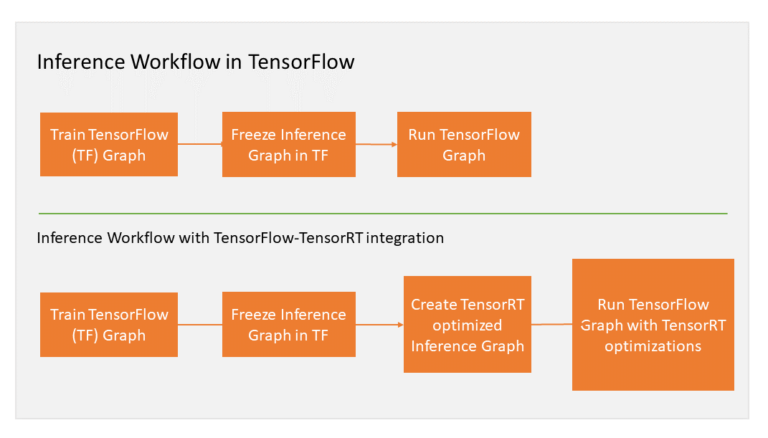 Inference Workflow in TensorFlow
Train TensorFlow
(TF) Graph
Freeze Inference
Graph in TF
Run TensorFlow
Graph
Inference Workflow with TensorFlow-TensorRT integration
Train TensorFlow
(TF) Graph
Freeze Inference
Graph in TF
Create TensorRT
optimized
Inference Graph
Run TensorFlow
Graph with TensorRT
optimizations